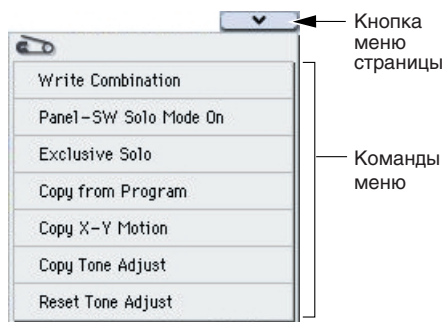 Кнопка
меню
страницы
Write Combination
Panel-SW Solo Mode On
Exclusive Solo
Copy from Program
Copy X-Y Motion
Copy Tone Adjust
Reset Tone Adjust
Команды
меню